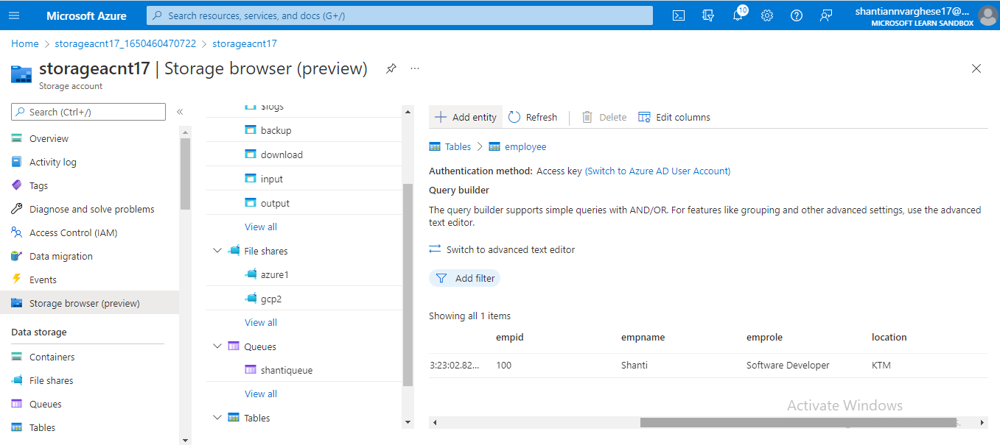 Microsoft Azure
Search resources, services, and docs (G+/)
10
shantiannvarghese17@...
MICROSOFT LEARN SANDBOX
Home > storageacnt17_1650460470722 > storageacnt17
storageacnt17 | Storage browser (preview)
...
Storage account
Search (Ctrl+/)
«
Overview
Activity log
Tags
Diagnose and solve problems
Access Control (IAM)
Data migration
Events
Storage browser (preview)
Data storage
Containers
File shares
Queues
Tables
$logs
backup
download
input
output
View all
File shares
azure1
gcp2
View all
Queues
shantiqueue
View all
Tables
Add entity
Refresh
Delete
Edit columns
Tables > employee
Authentication method: Access key (Switch to Azure AD User Account)
Query builder
The query builder supports simple queries with AND/OR. For features like grouping and other advanced settings, use the advanced
text editor.
Switch to advanced text editor
Add filter
Showing all 1 items
empid empname emprole location
3:23:02.82... 100 Shanti Software Developer KTM
Activate Windows